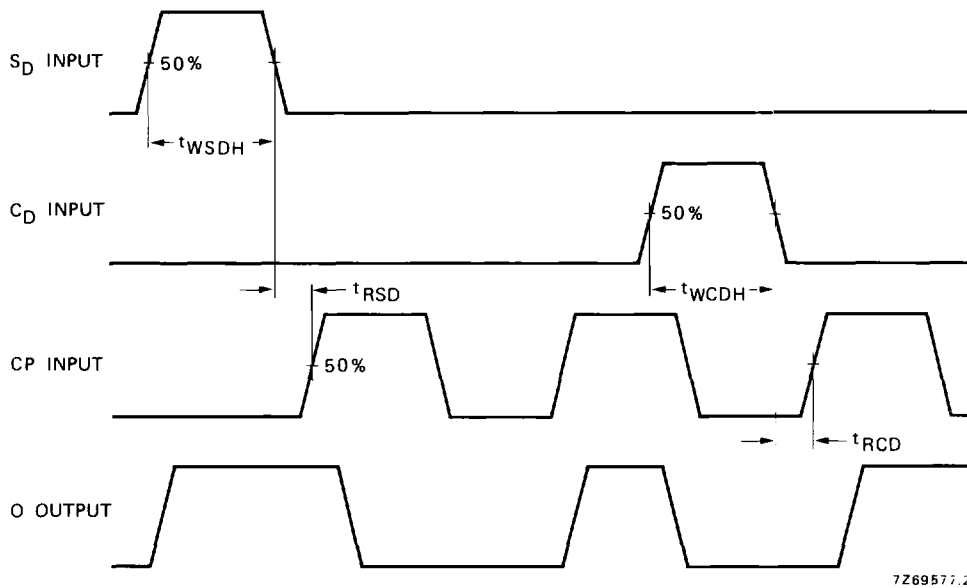 S_D INPUT
50%
t_WSDH
C_D INPUT
50%
t_WCDH
t_RSD
CP INPUT
50%
t_RCD
O OUTPUT
7Z69577.2